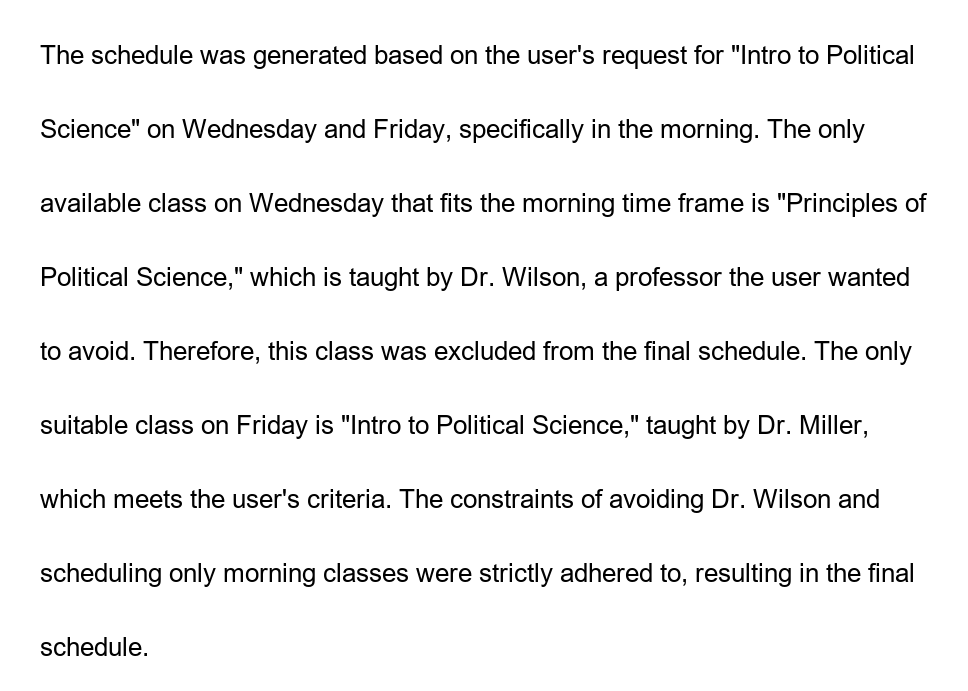 The schedule was generated based on the user's request for "Intro to Political
Science" on Wednesday and Friday, specifically in the morning. The only
available class on Wednesday that fits the morning time frame is "Principles of
Political Science," which is taught by Dr. Wilson, a professor the user wanted
to avoid. Therefore, this class was excluded from the final schedule. The only
suitable class on Friday is "Intro to Political Science," taught by Dr. Miller,
which meets the user's criteria. The constraints of avoiding Dr. Wilson and
scheduling only morning classes were strictly adhered to, resulting in the final
schedule.